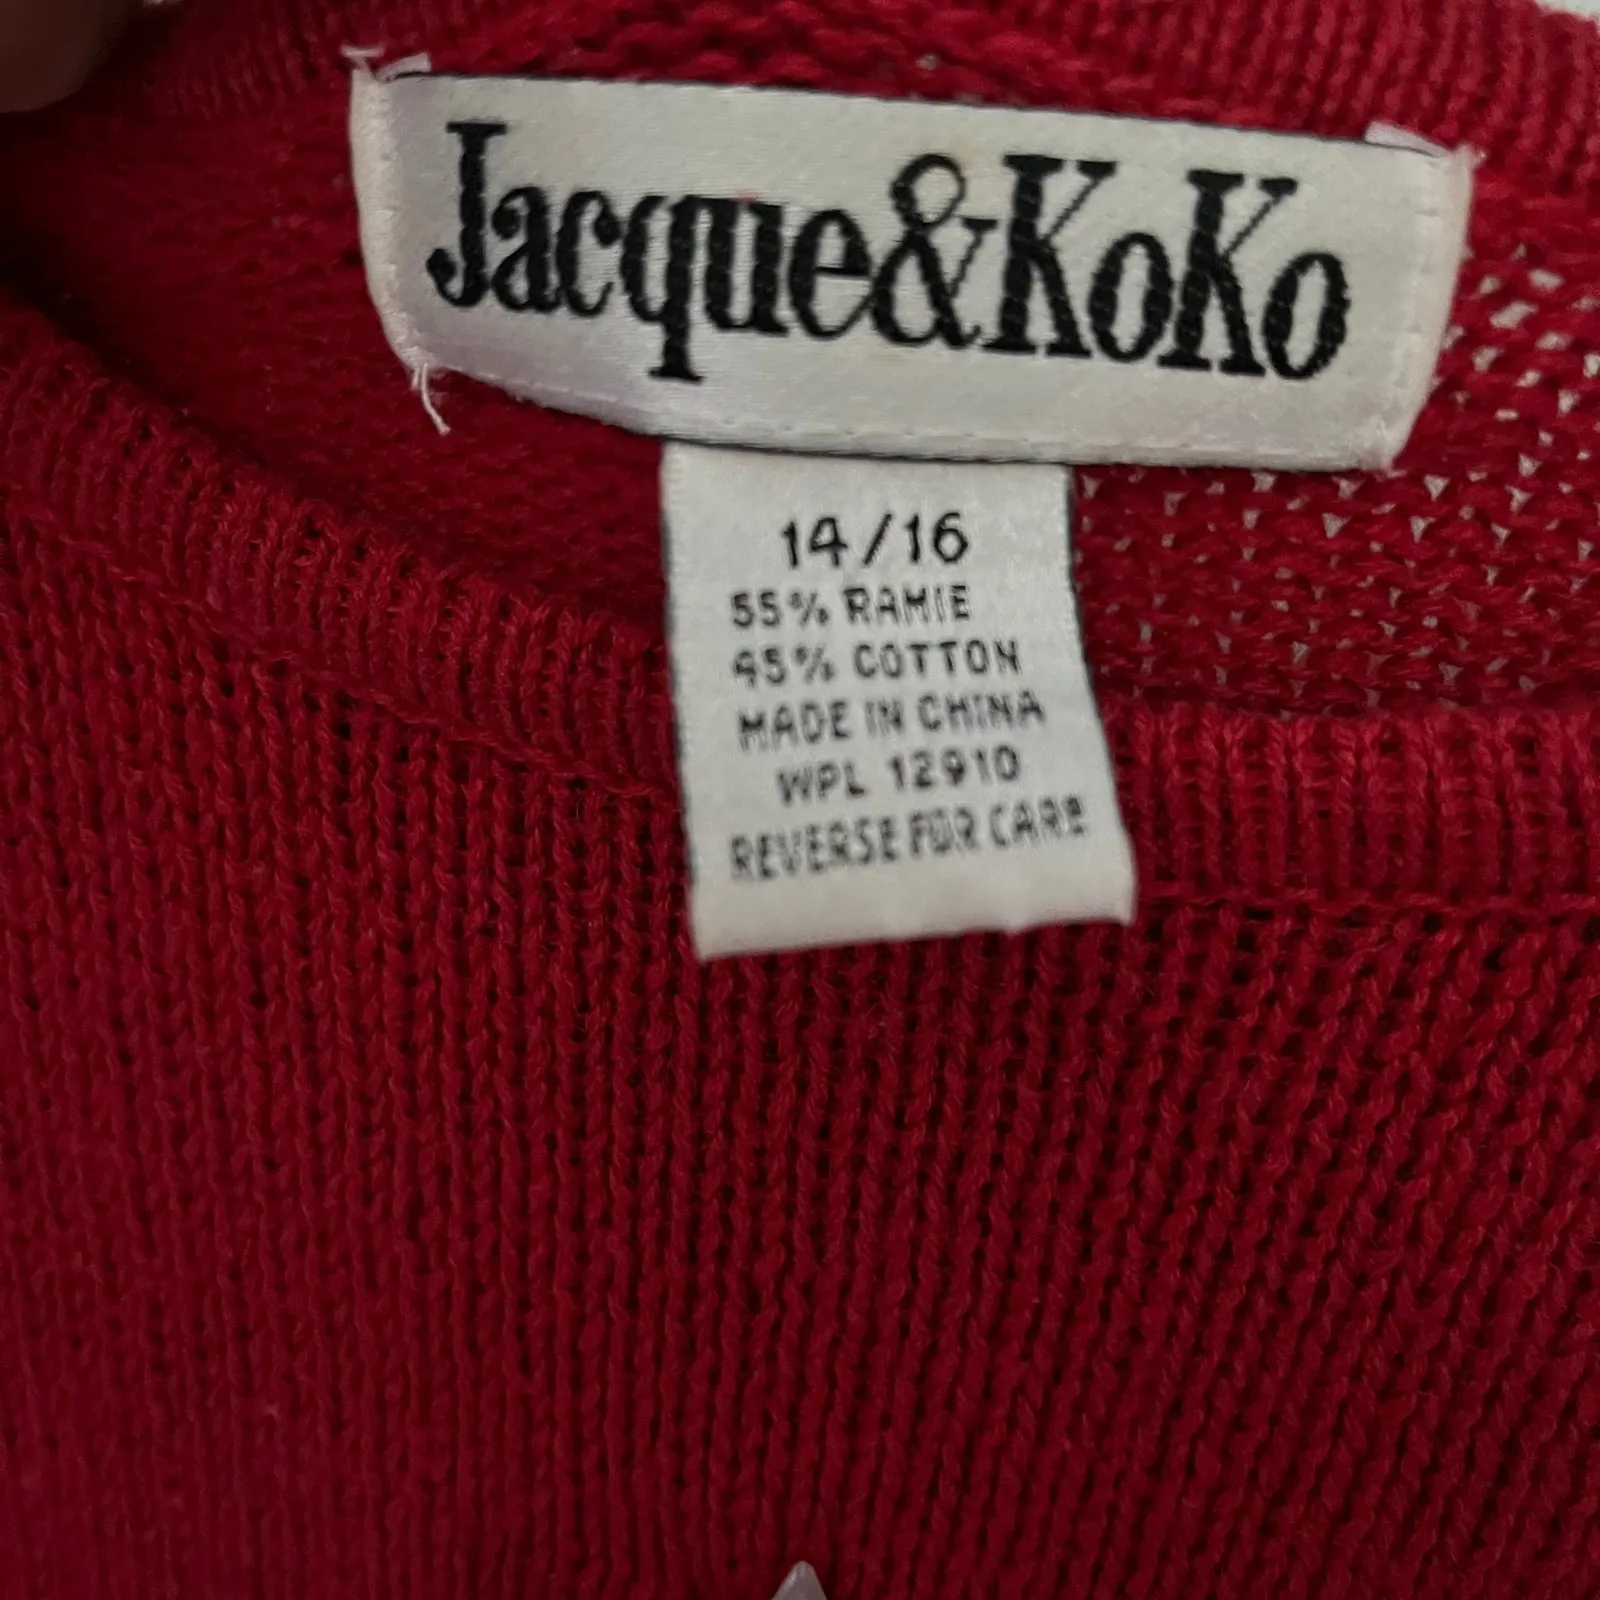 Jacque&KoKo
14/16
55% RAMIE
45% COTTON
MADE IN CHINA
WPL 12910
REVERSE FOR CARE